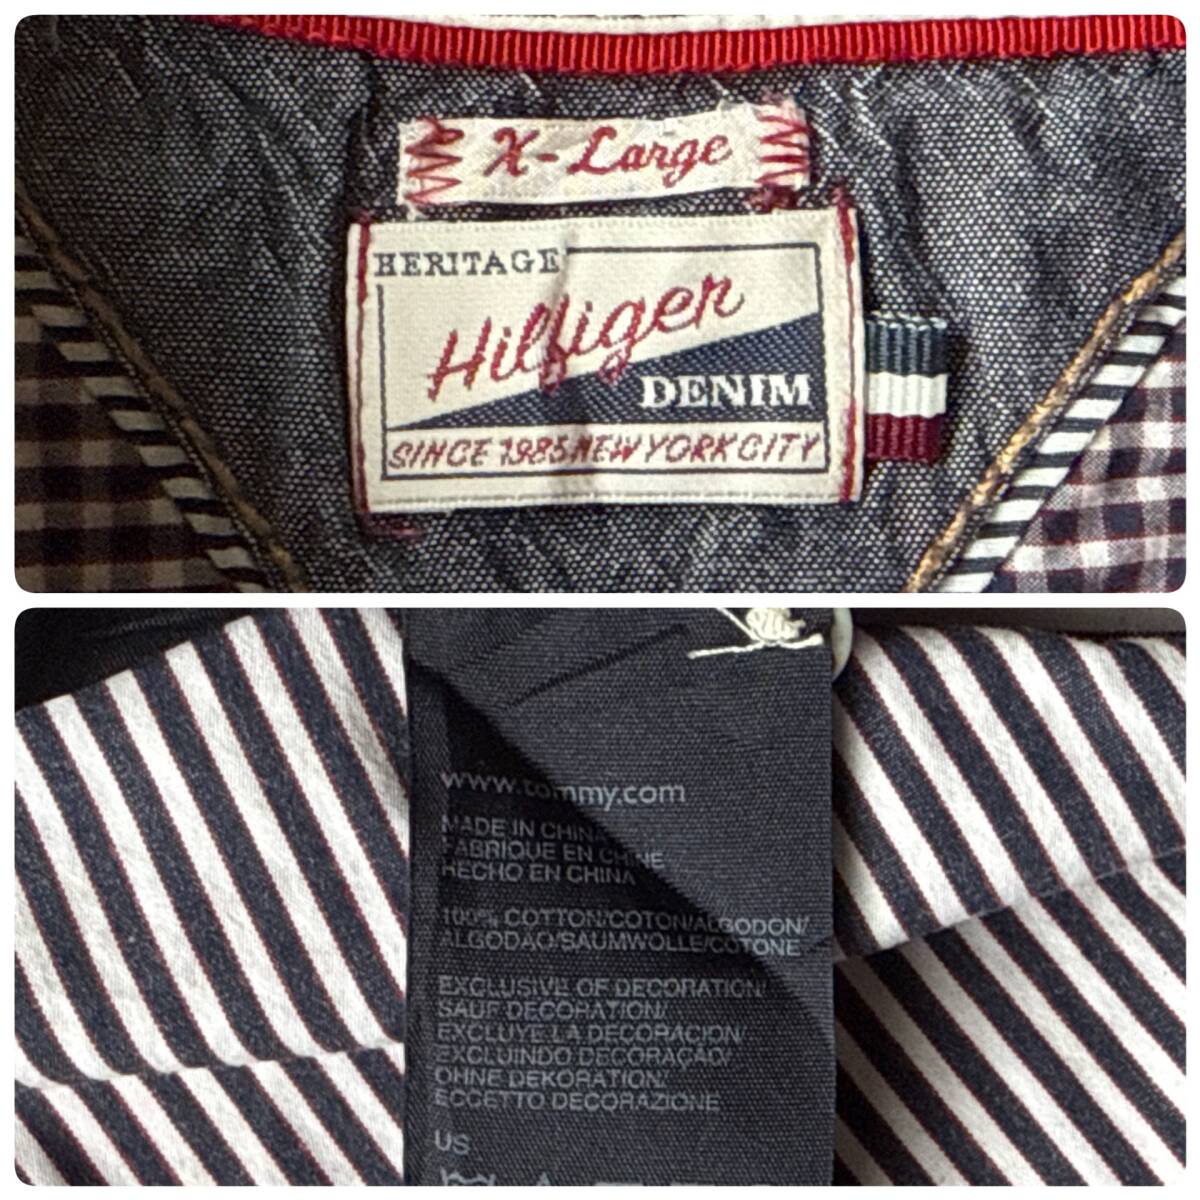 X-Large
HERITAGE
Hilfiger
DENIM
SINCE 1985 NEW YORK CITY
www.tommy.com
MADE IN CHINA
FABRIQUÉ EN CHINE
HECHO EN CHINA
100% COTTON/COTON/ALGODON/
ALGODAO/BAUMWOLLE/COTONE
EXCLUSIVE OF DECORATION/
SAUF DECORATION/
EXCLUYE LA DECORACION/
EXCLUINDO DECORAÇAO/
OHNE DEKORATION/
ECCETTO DECORAZIONE
US